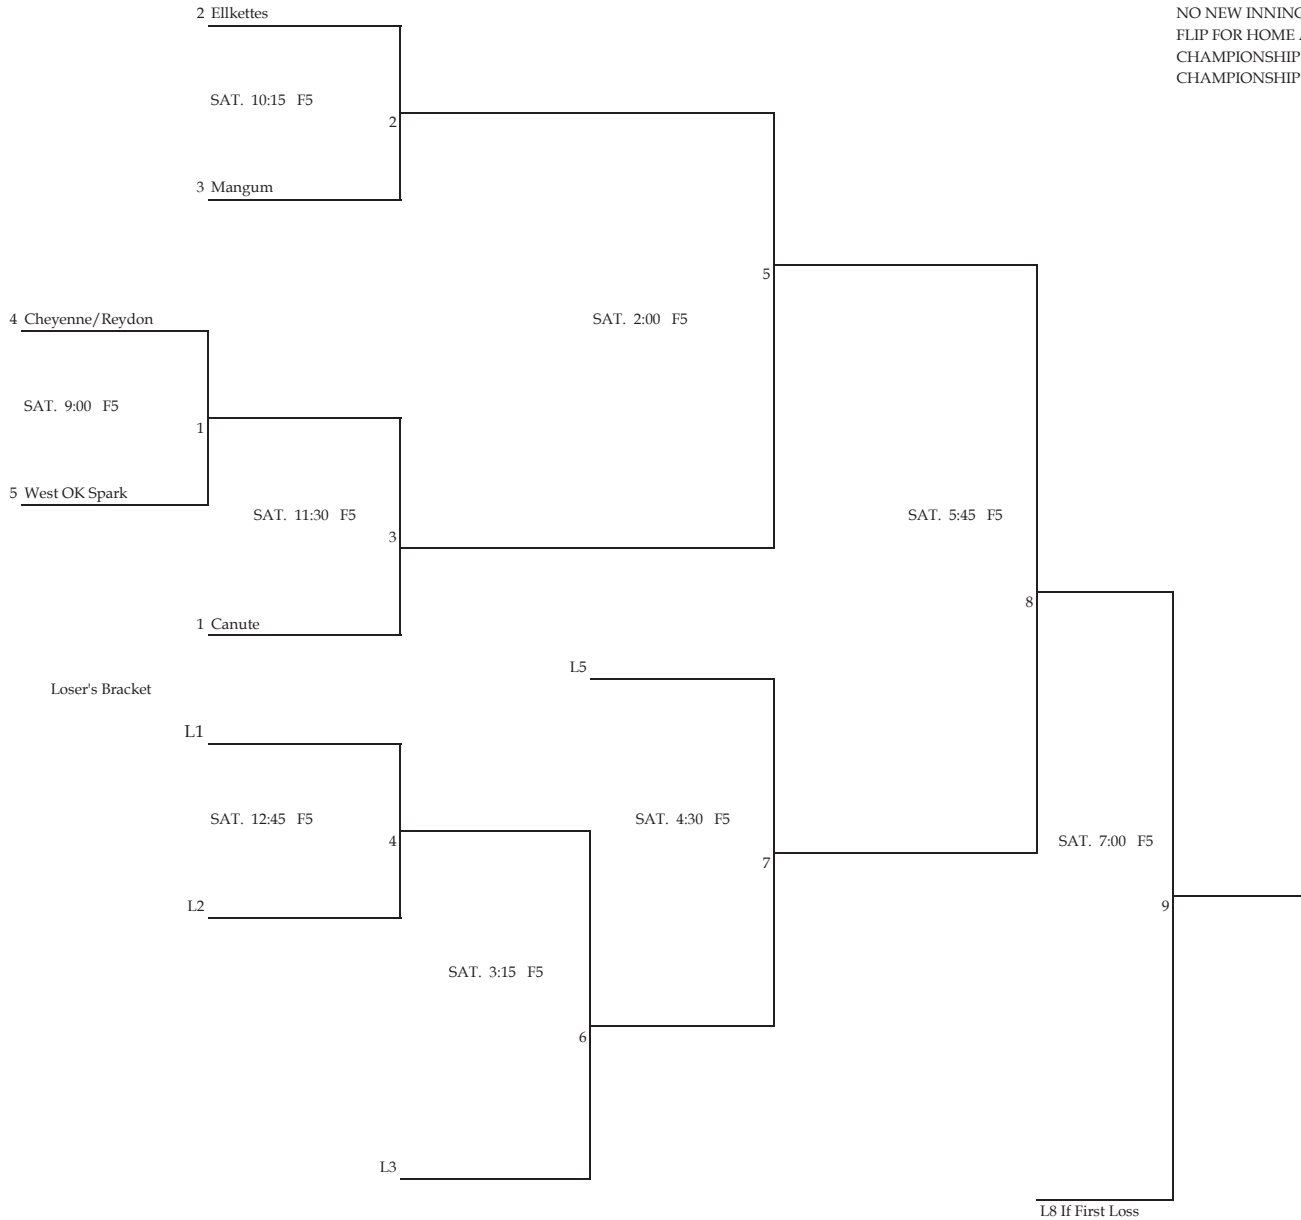 2 Ellkettes
NO NEW INNING
FLIP FOR HOME
CHAMPIONSHIP
CHAMPIONSHIP
SAT. 10:15 F5
2
3 Mangum
5
4 Cheyenne/Reydon
SAT. 2:00 F5
SAT. 9:00 F5
1
5 West OK Spark
SAT. 11:30 F5
SAT. 5:45 F5
3
8
1 Canute
L5
Loser's Bracket
L1
SAT. 12:45 F5
SAT. 4:30 F5
4
SAT. 7:00 F5
7
L2
9
SAT. 3:15 F5
6
L3
L8 If First Loss